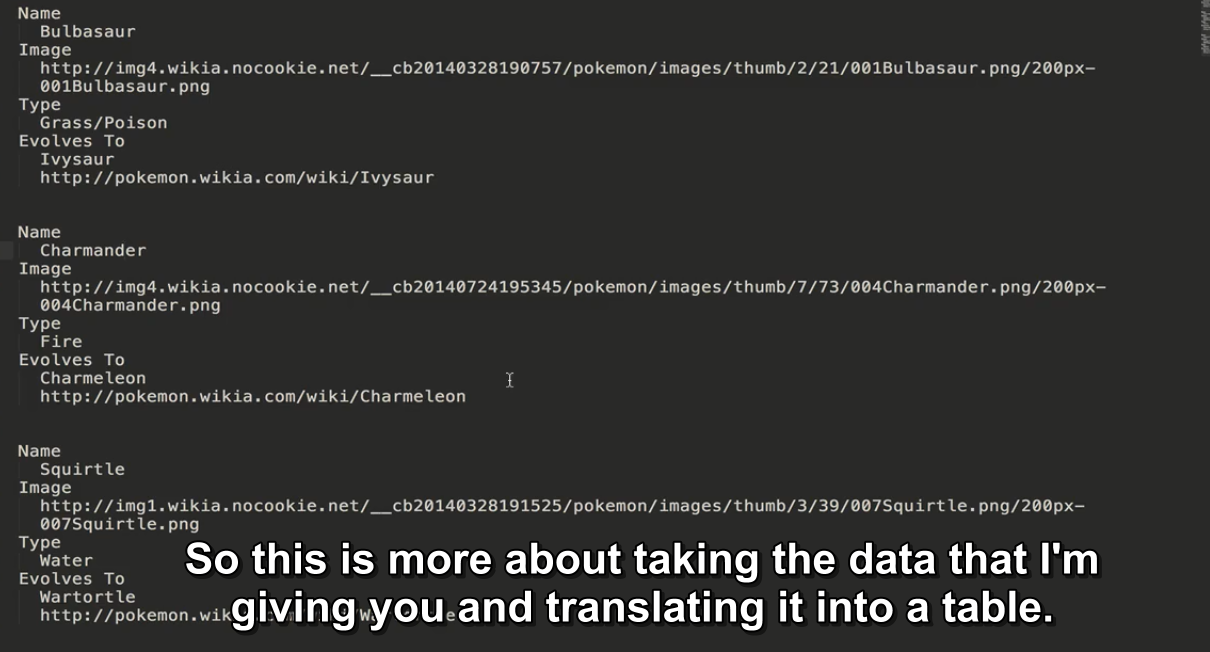 Name
Bulbasaur
Image
http://img4.wikia.nocookie.net/__cb20140328190757/pokemon/images/thumb/2/21/001Bulbasaur.png/200px-
001Bulbasaur.png
Type
Grass/Poison
Evolves To
Ivysaur
http://pokemon.wikia.com/wiki/Ivysaur
Name
Charmander
Image
http://img4.wikia.nocookie.net/__cb20140724195345/pokemon/images/thumb/7/73/004Charmander.png/200px-
004Charmander.png
Type
Fire
Evolves To
Charmeleon
http://pokemon.wikia.com/wiki/Charmeleon
Name
Squirtle
Image
http://img1.wikia.nocookie.net/__cb20140328191525/pokemon/images/thumb/3/39/007Squirtle.png/200px-
007Squirtle.png
Type
Water
Evolves To
Wartortle
So this is more about taking the data that I'm
giving you and translating it into a table.